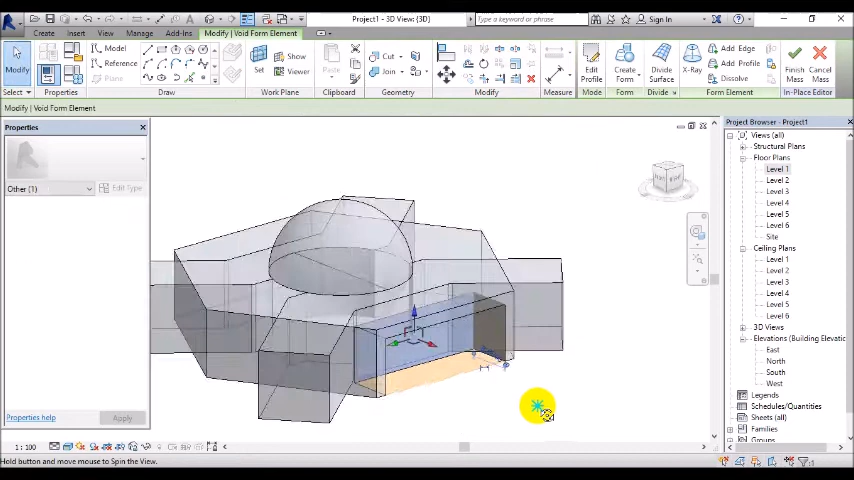 Project1 - 3D View: {3D}
Type a keyword or phrase
Sign In
Create Insert View Manage Add-Ins Modify | Void Form Element
Modify
Model
Reference
Plane
Set
Show
Viewer
Paste
Cut
Join
Edit Profile
Create Form
Divide Surface
X-Ray
Add Edge
Add Profile
Dissolve
Finish Mass
Cancel Mass
Select Properties Draw Work Plane Clipboard Geometry Modify Measure Mode Form Divide Form Element In-Place Editor
Modify | Void Form Element
Properties
Other (1)
Edit Type
Properties help
Apply
Project Browser - Project1
Views (all)
Structural Plans
Floor Plans
Level 1
Level 2
Level 3
Level 4
Level 5
Level 6
Site
Ceiling Plans
Level 1
Level 2
Level 3
Level 4
Level 5
Level 6
3D Views
Elevations (Building Elevatio
East
North
South
West
Legends
Schedules/Quantities
Sheets (all)
Families
Groups
1 : 100
Hold button and move mouse to Spin the View.